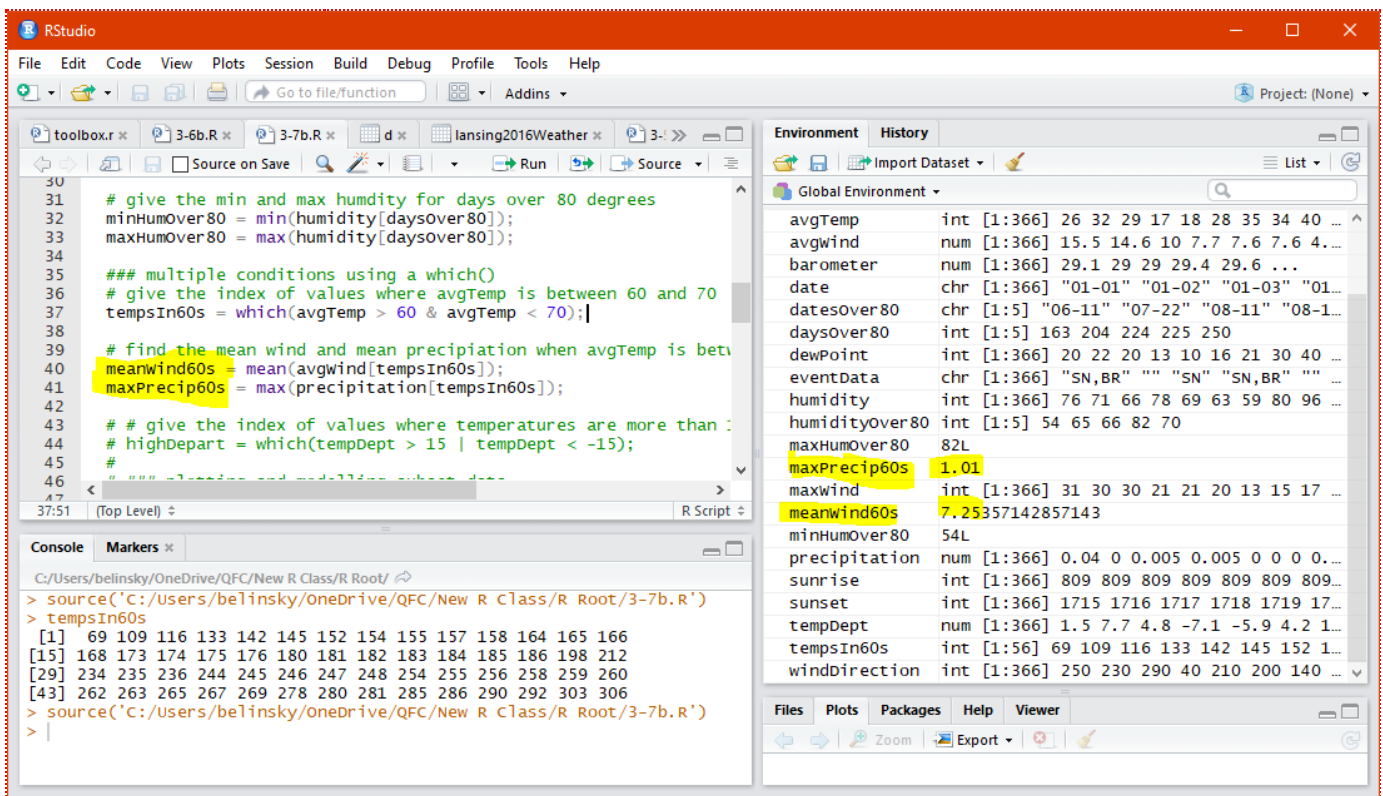 RStudio
File Edit Code View Plots Session Build Debug Profile Tools Help
Go to file/function Addins Project: (None)
toolbox.r × 3-6b.R × 3-7b.R × d × lansing2016Weather ×
Source on Save Run Source
30
31 # give the min and max humdity for days over 80 degrees
32 minHumOver80 = min(humidity[daysOver80]);
33 maxHumOver80 = max(humidity[daysOver80]);
34
35 ### multiple conditions using a which()
36 # give the index of values where avgTemp is between 60 and 70
37 tempsIn60s = which(avgTemp > 60 & avgTemp < 70);
38
39 # find the mean wind and mean precipiation when avgTemp is betw
40 meanWind60s = mean(avgWind[tempsIn60s]);
41 maxPrecip60s = max(precipitation[tempsIn60s]);
42
43 # # give the index of values where temperatures are more than
44 # highDepart = which(tempDept > 15 | tempDept < -15);
45 #
46
47
37:51 (Top Level) R Script
Console Markers ×
C:/Users/belinsky/OneDrive/QFC/New R Class/R Root/
> source('C:/Users/belinsky/OneDrive/QFC/New R Class/R Root/3-7b.R')
> tempsIn60s
[1] 69 109 116 133 142 145 152 154 155 157 158 164 165 166
[15] 168 173 174 175 176 180 181 182 183 184 185 186 198 212
[29] 234 235 236 244 245 246 247 248 254 255 256 258 259 260
[43] 262 263 265 267 269 278 280 281 285 286 290 292 303 306
> source('C:/Users/belinsky/OneDrive/QFC/New R Class/R Root/3-7b.R')
>
Environment History
Import Dataset List
Global Environment
avgTemp int [1:366] 26 32 29 17 18 28 35 34 40 …
avgWind num [1:366] 15.5 14.6 10 7.7 7.6 7.6 4.…
barometer num [1:366] 29.1 29 29 29.4 29.6 ...
date chr [1:366] "01-01" "01-02" "01-03" "01…
datesOver80 chr [1:5] "06-11" "07-22" "08-11" "08-1…
daysOver80 int [1:5] 163 204 224 225 250
dewPoint int [1:366] 20 22 20 13 10 16 21 30 40 …
eventData chr [1:366] "SN,BR" "" "SN" "SN,BR" "" …
humidity int [1:366] 76 71 66 78 69 63 59 80 96 …
humidityOver80 int [1:5] 54 65 66 82 70
maxHumOver80 82L
maxPrecip60s 1.01
maxWind int [1:366] 31 30 30 21 21 20 13 15 17 …
meanWind60s 7.25357142857143
minHumOver80 54L
precipitation num [1:366] 0.04 0 0.005 0.005 0 0 0 0.…
sunrise int [1:366] 809 809 809 809 809 809 809…
sunset int [1:366] 1715 1716 1717 1718 1719 17…
tempDept num [1:366] 1.5 7.7 4.8 -7.1 -5.9 4.2 1…
tempsIn60s int [1:56] 69 109 116 133 142 145 152 1…
windDirection int [1:366] 250 230 290 40 210 200 140 …
Files Plots Packages Help Viewer
Zoom Export